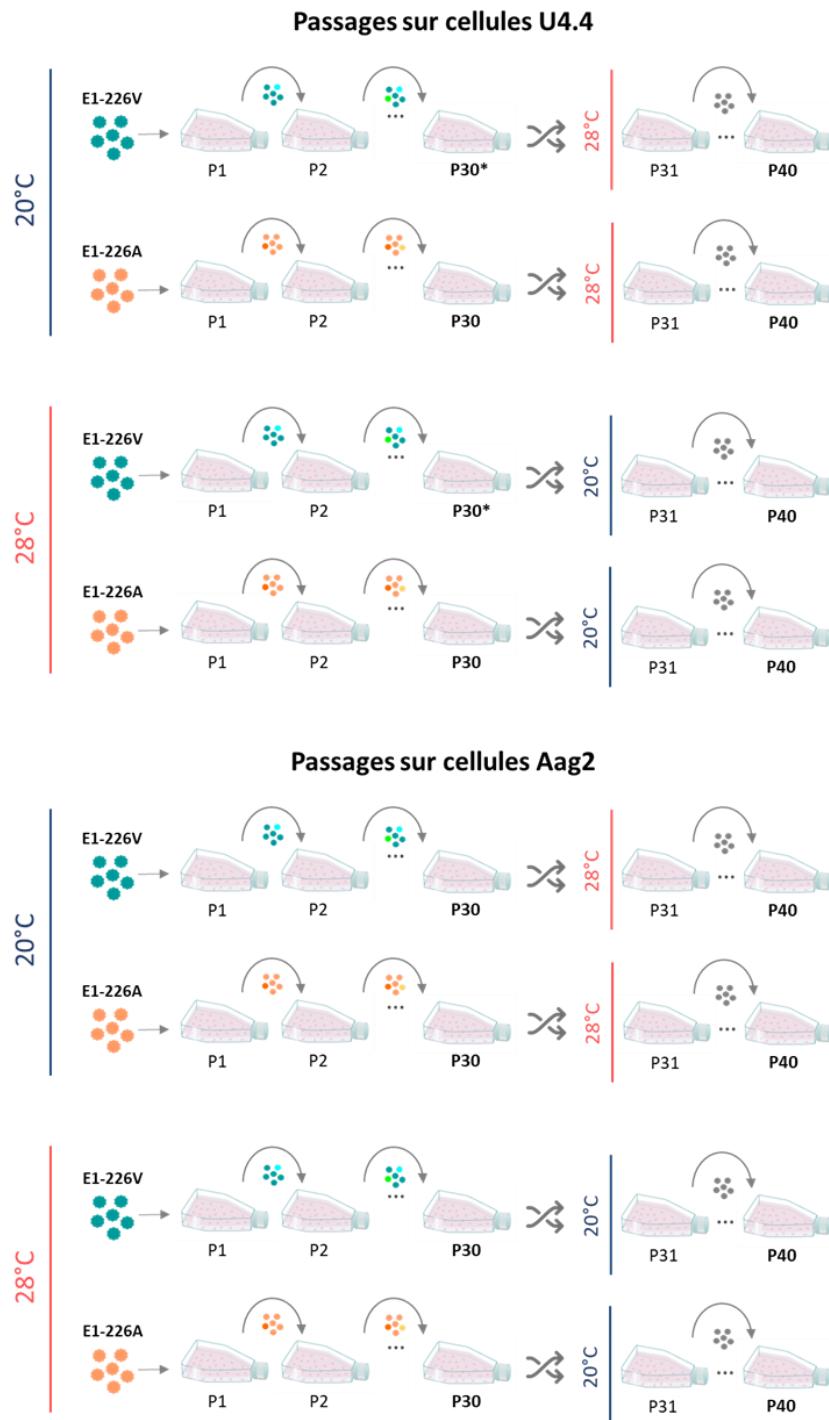 Passages sur cellules U4.4
20°C
E1-226V
P1
P2
...
P30*
28°C
P31
...
P40
E1-226A
P1
P2
...
P30
28°C
P31
...
P40
28°C
E1-226V
P1
P2
...
P30*
20°C
P31
...
P40
E1-226A
P1
P2
...
P30
20°C
P31
...
P40
Passages sur cellules Aag2
20°C
E1-226V
P1
P2
...
P30
28°C
P31
...
P40
E1-226A
P1
P2
...
P30
28°C
P31
...
P40
28°C
E1-226V
P1
P2
...
P30
20°C
P31
...
P40
E1-226A
P1
P2
...
P30
20°C
P31
...
P40